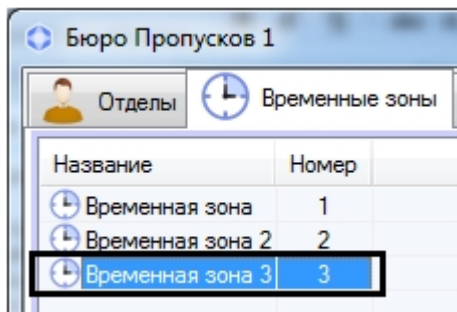 Бюро Пропусков 1
Отделы Временные зоны
Название Номер
Временная зона 1
Временная зона 2 2
Временная зона 3 3